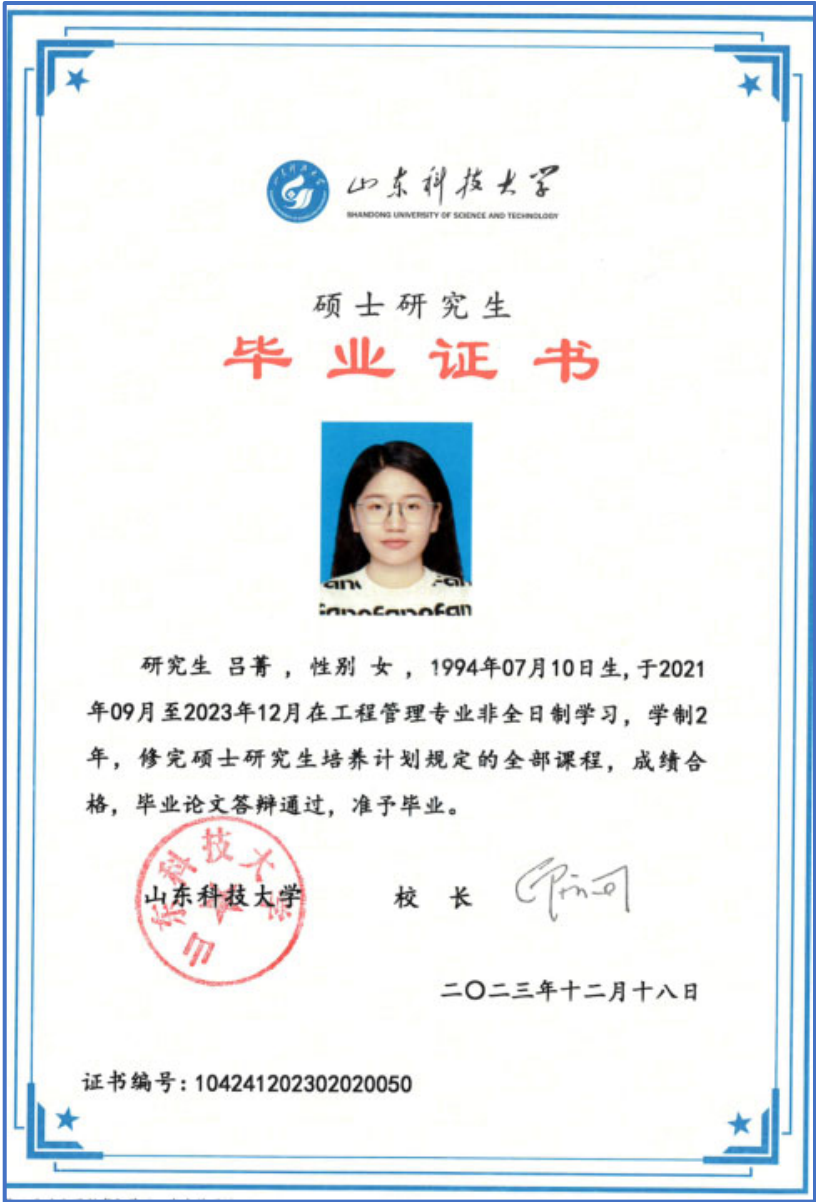 山东科技大学
SHANDONG UNIVERSITY OF SCIENCE AND TECHNOLOGY
硕士研究生
毕业证书
研究生 吕菁 ，性别 女 ，1994年07月10日生，于2021
年09月至2023年12月在工程管理专业非全日制学习，学制2
年，修完硕士研究生培养计划规定的全部课程，成绩合
格，毕业论文答辩通过，准予毕业。
山东科技大学
山东科技大学 校 长
二〇二三年十二月十八日
证书编号：104241202302020050